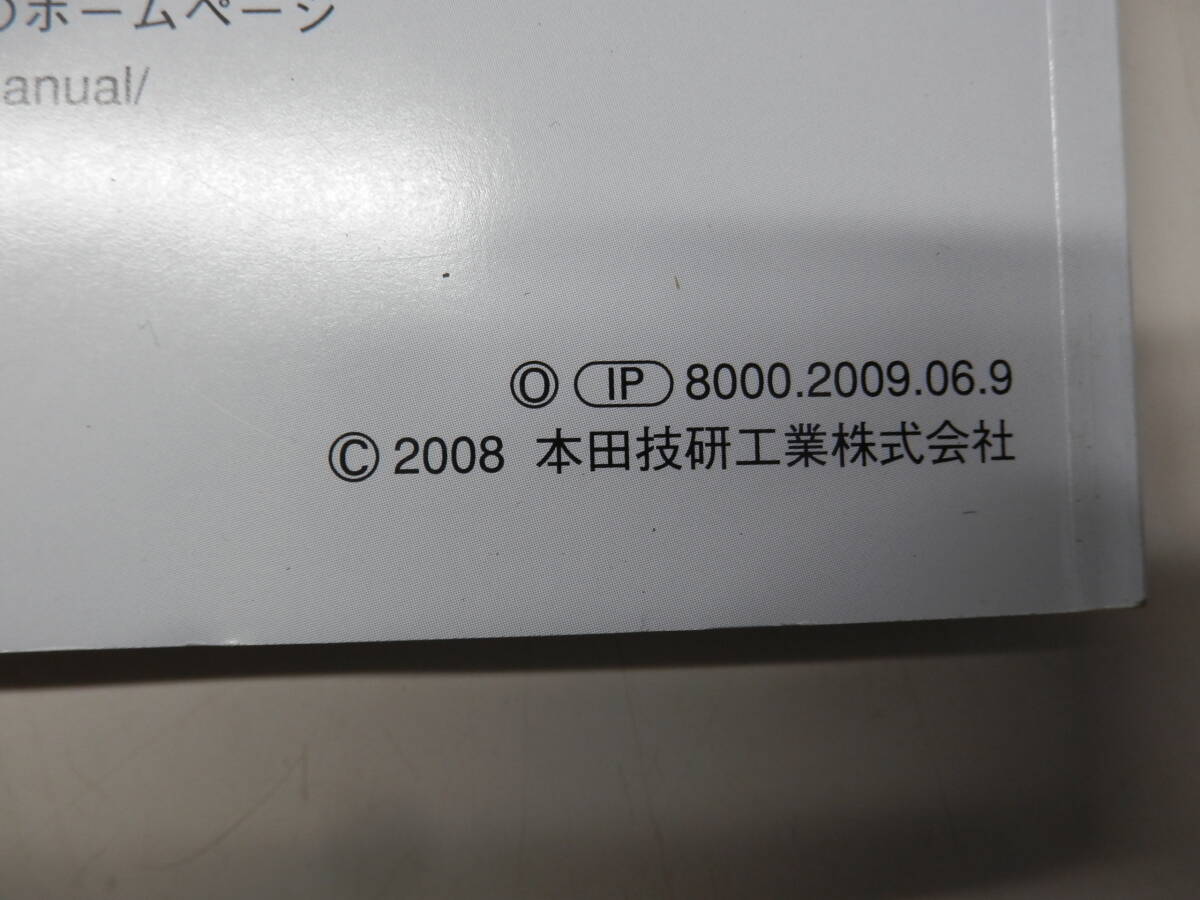 のホームページ
anual/
Ⓞ IP 8000.2009.06.9
© 2008 本田技研工業株式会社